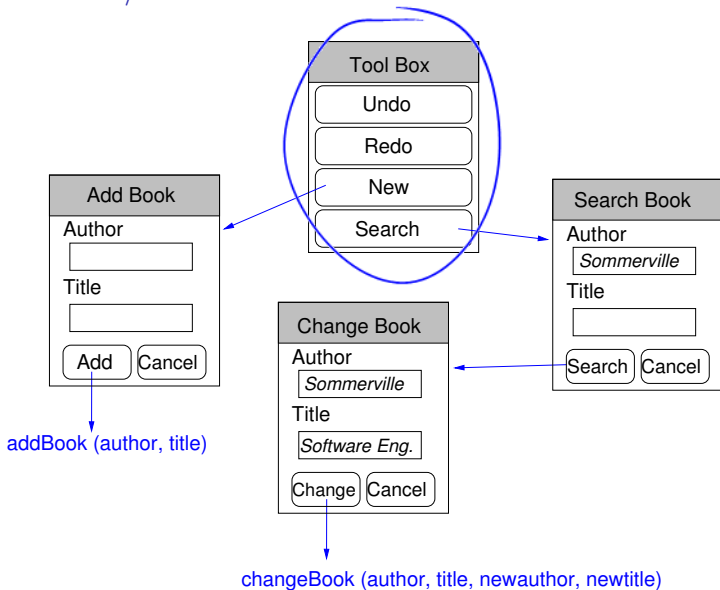 Tool Box
Undo
Redo
New
Search
Add Book
Author
Title
Add Cancel
addBook (author, title)
Search Book
Author
Sommerville
Title
Search Cancel
Change Book
Author
Sommerville
Title
Software Eng.
Change Cancel
changeBook (author, title, newauthor, newtitle)